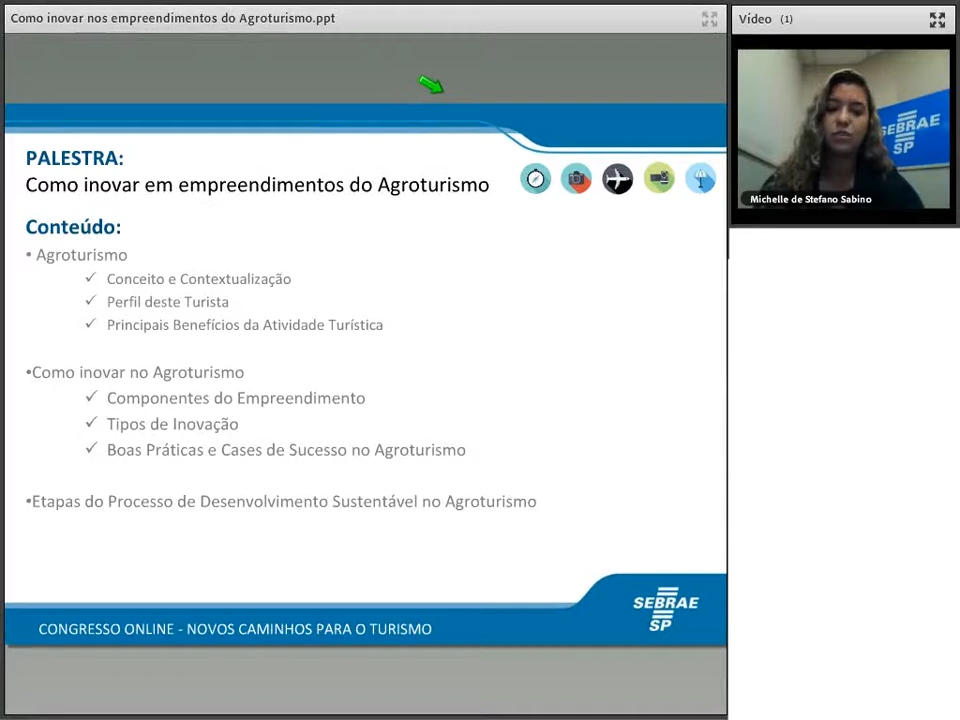 Como inovar nos empreendimentos do Agroturismo.ppt
Vídeo (1)
SEBRAE
SP
Michelle de Stefano Sabino
PALESTRA:
Como inovar em empreendimentos do Agroturismo
Conteúdo:
• Agroturismo
✓ Conceito e Contextualização
✓ Perfil deste Turista
✓ Principais Benefícios da Atividade Turística
•Como inovar no Agroturismo
✓ Componentes do Empreendimento
✓ Tipos de Inovação
✓ Boas Práticas e Cases de Sucesso no Agroturismo
•Etapas do Processo de Desenvolvimento Sustentável no Agroturismo
SEBRAE
SP
CONGRESSO ONLINE - NOVOS CAMINHOS PARA O TURISMO